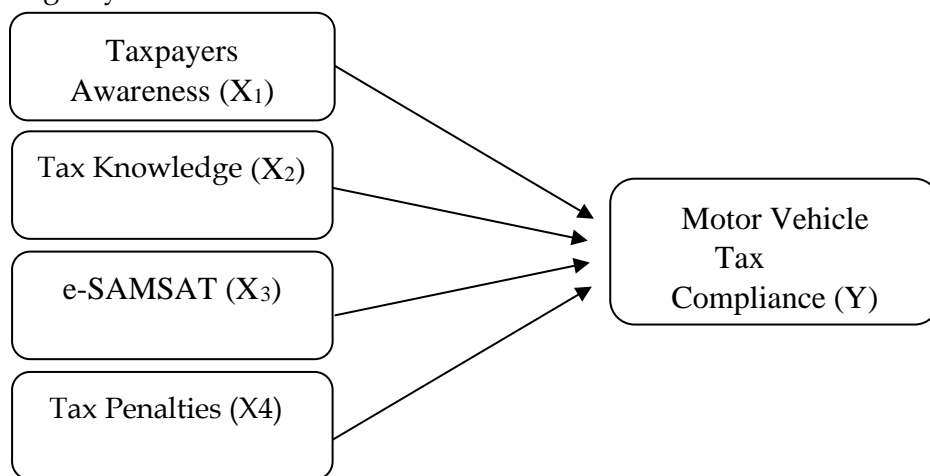 Taxpayers
Awareness (X₁)
Tax Knowledge (X₂)
e-SAMSAT (X₃)
Tax Penalties (X4)
Motor Vehicle
Tax
Compliance (Y)